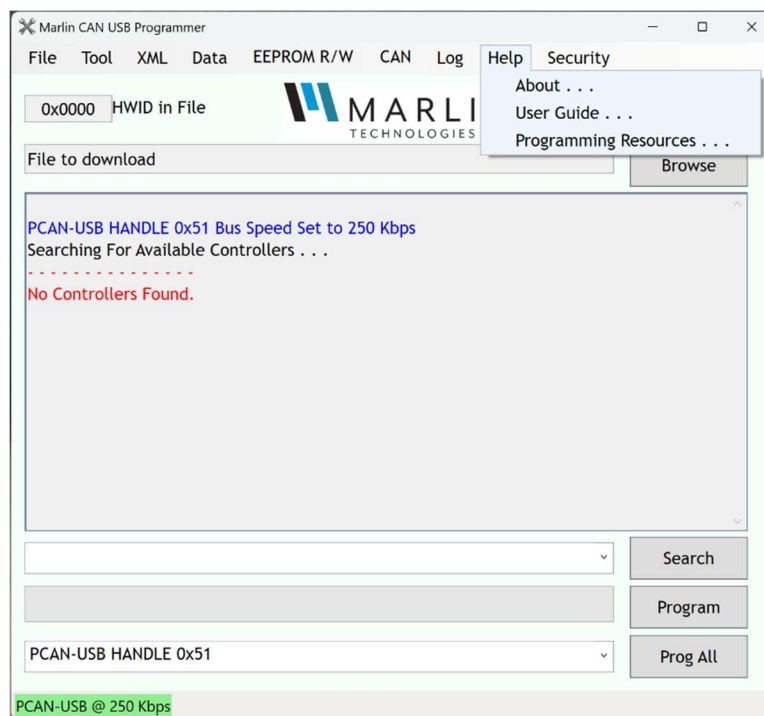 Marlin CAN USB Programmer
File Tool XML Data EEPROM R/W CAN Log Help Security
About . . .
User Guide . . .
Programming Resources . . .
0x0000 HWID in File
MARLI
TECHNOLOGIES
File to download
Browse
PCAN-USB HANDLE 0x51 Bus Speed Set to 250 Kbps
Searching For Available Controllers . . .
- - - - - - - - - - - - - - -
No Controllers Found.
Search
Program
PCAN-USB HANDLE 0x51
Prog All
PCAN-USB @ 250 Kbps